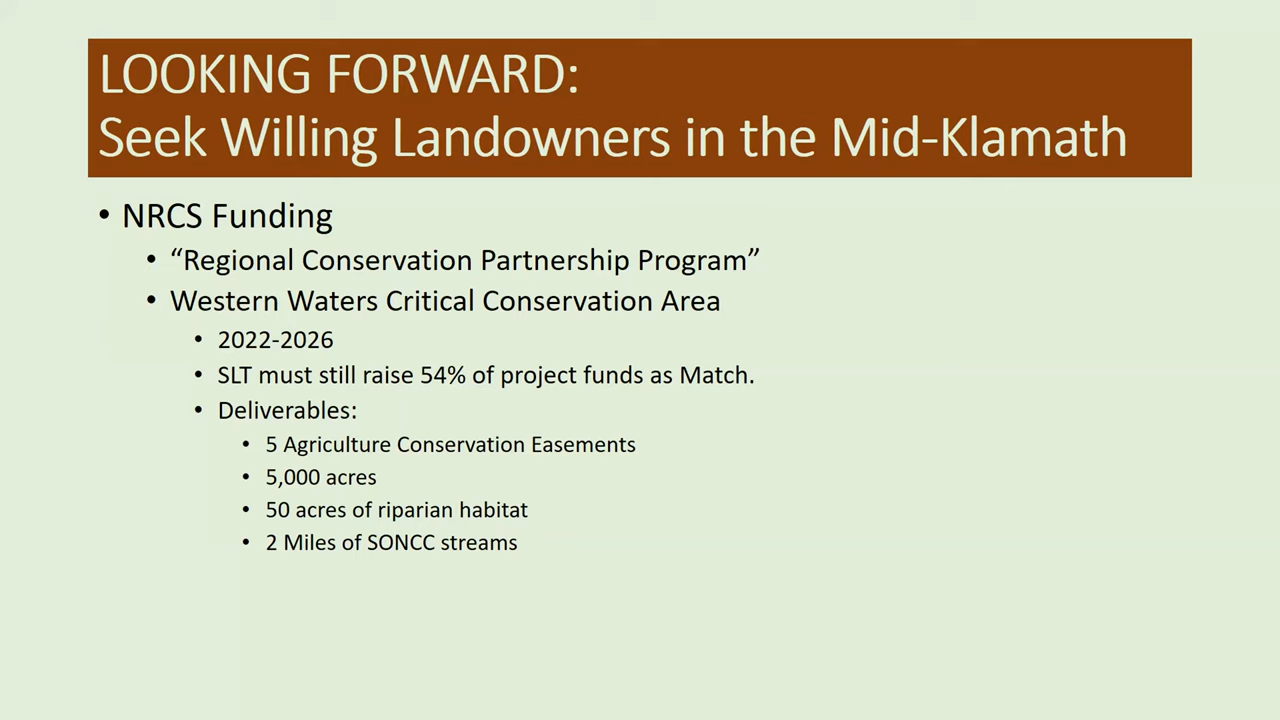 LOOKING FORWARD:
Seek Willing Landowners in the Mid-Klamath
• NRCS Funding
• “Regional Conservation Partnership Program”
• Western Waters Critical Conservation Area
• 2022-2026
• SLT must still raise 54% of project funds as Match.
• Deliverables:
• 5 Agriculture Conservation Easements
• 5,000 acres
• 50 acres of riparian habitat
• 2 Miles of SONCC streams